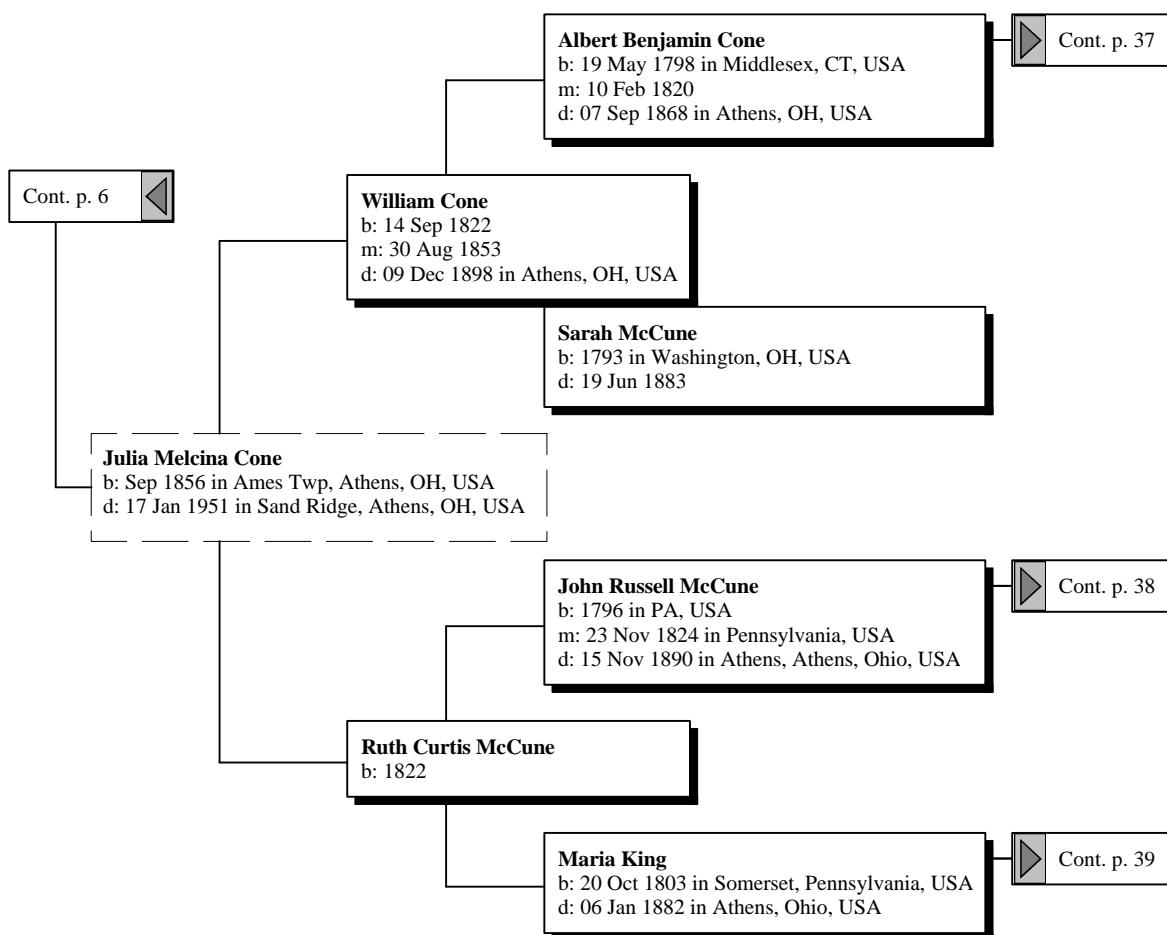 Albert Benjamin Cone
b: 19 May 1798 in Middlesex, CT, USA
m: 10 Feb 1820
d: 07 Sep 1868 in Athens, OH, USA
Cont. p. 37
Cont. p. 6
William Cone
b: 14 Sep 1822
m: 30 Aug 1853
d: 09 Dec 1898 in Athens, OH, USA
Sarah McCune
b: 1793 in Washington, OH, USA
d: 19 Jun 1883
Julia Melcina Cone
b: Sep 1856 in Ames Twp, Athens, OH, USA
d: 17 Jan 1951 in Sand Ridge, Athens, OH, USA
John Russell McCune
b: 1796 in PA, USA
m: 23 Nov 1824 in Pennsylvania, USA
d: 15 Nov 1890 in Athens, Athens, Ohio, USA
Cont. p. 38
Ruth Curtis McCune
b: 1822
Maria King
b: 20 Oct 1803 in Somerset, Pennsylvania, USA
d: 06 Jan 1882 in Athens, Ohio, USA
Cont. p. 39